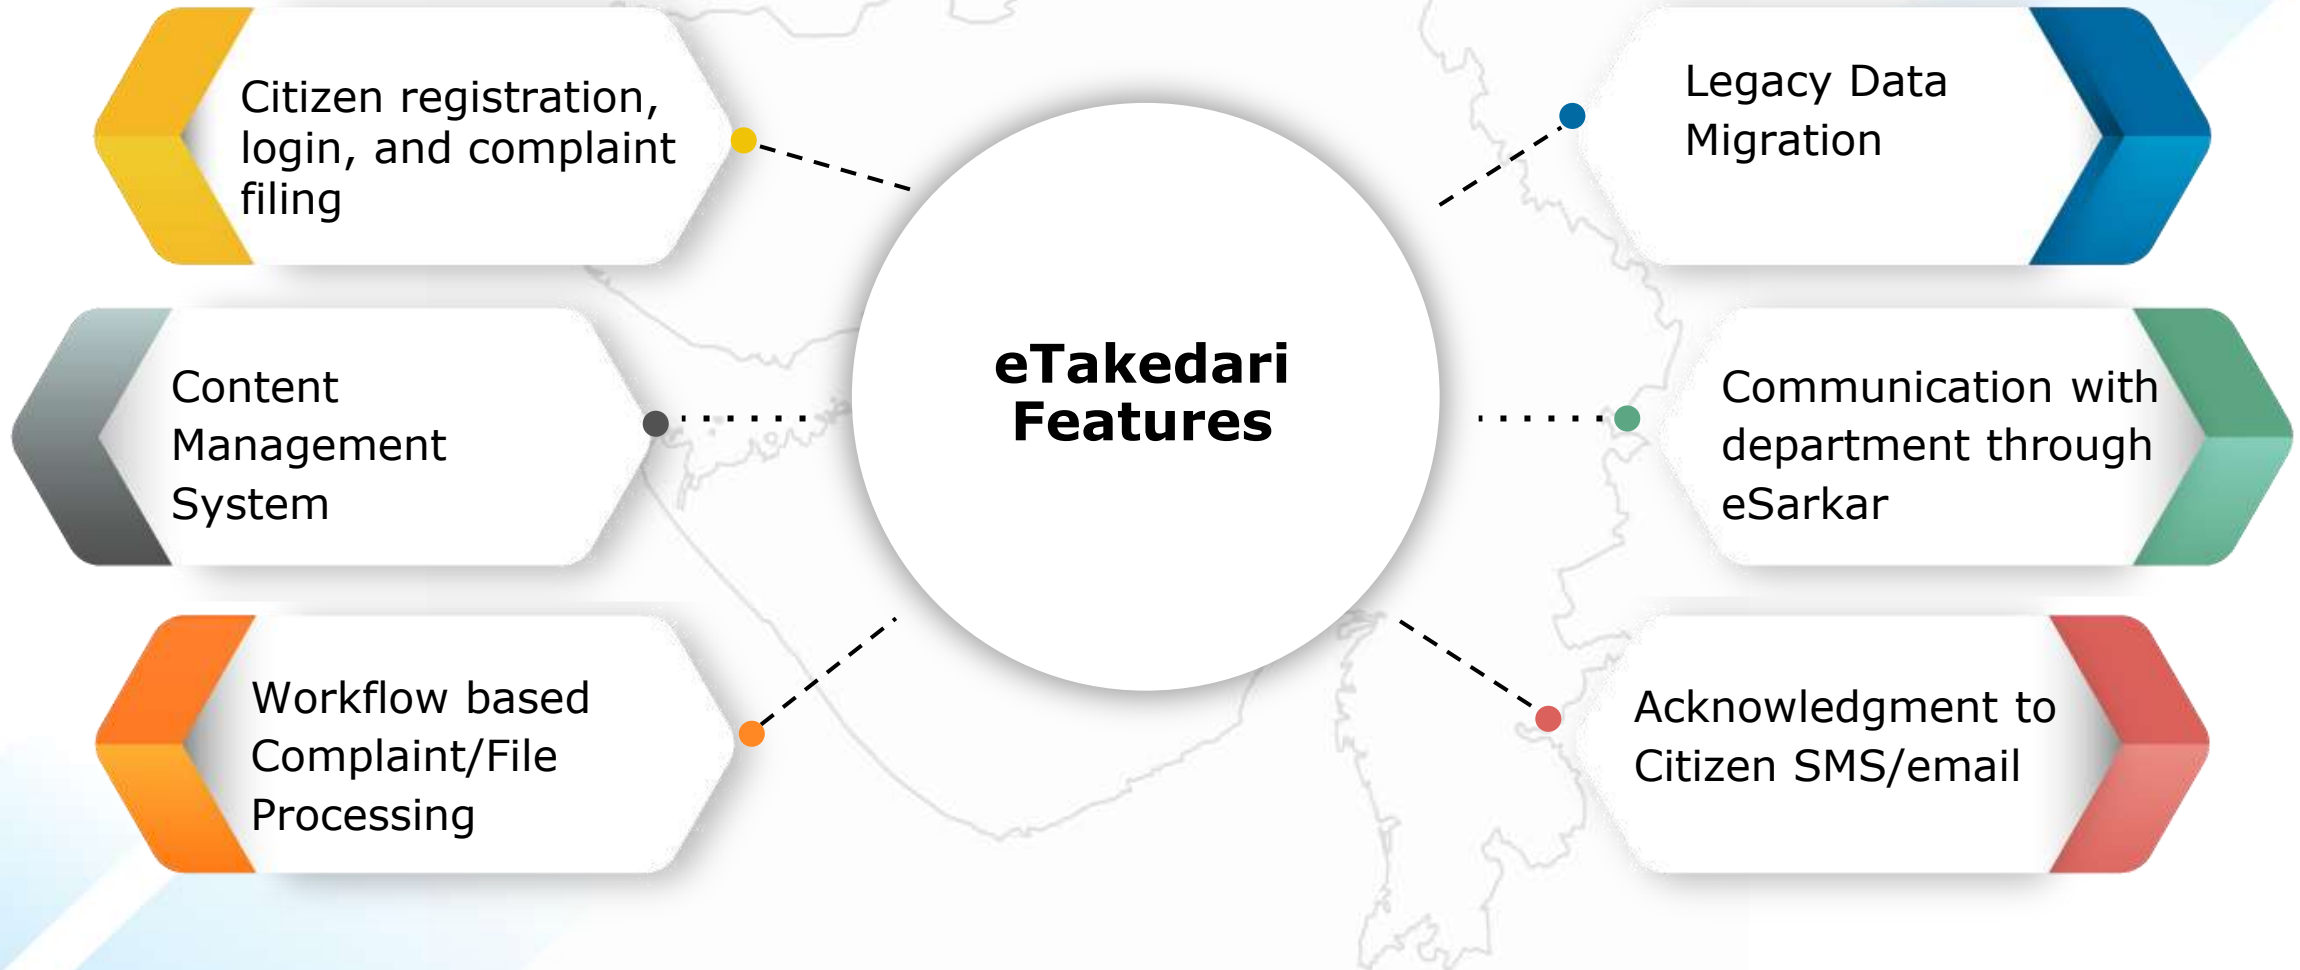 Citizen registration,
login, and complaint
filing
Content
Management
System
Workflow based
Complaint/File
Processing
eTakedari
Features
Legacy Data
Migration
Communication with
department through
eSarkar
Acknowledgment to
Citizen SMS/email